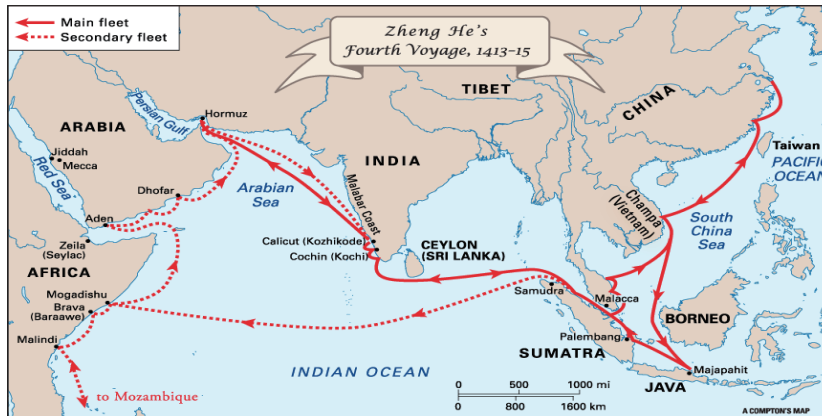 Main fleet
Secondary fleet
Zheng He's
Fourth Voyage, 1413–15
TIBET
CHINA
Taiwan
PACIFIC
OCEAN
Hormuz
Persian Gulf
ARABIA
Jiddah
Mecca
Red Sea
INDIA
Dhofar
Arabian
Sea
Malabar Coast
Champa
(Vietnam)
South
China
Sea
Aden
Zeila
(Seylac)
Calicut (Kozhikode)
Cochin (Kochi)
CEYLON
(SRI LANKA)
AFRICA
Samudra
Malacca
Mogadishu
Brava
(Baraawe)
BORNEO
Malindi
Palembang
SUMATRA
INDIAN OCEAN
Majapahit
JAVA
to Mozambique
0 500 1000 mi
0 800 1600 km
A COMPTON'S MAP